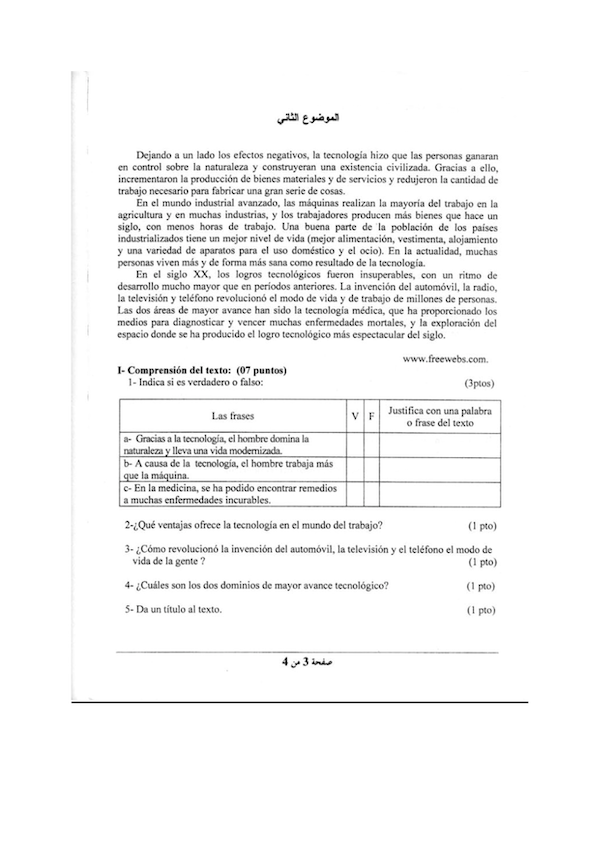 الموضوع الثاني
Dejando a un lado los efectos negativos, la tecnología hizo que las personas ganaran
en control sobre la naturaleza y construyeran una existencia civilizada. Gracias a ello,
incrementaron la producción de bienes materiales y de servicios y redujeron la cantidad de
trabajo necesario para fabricar una gran serie de cosas.
En el mundo industrial avanzado, las máquinas realizan la mayoría del trabajo en la
agricultura y en muchas industrias, y los trabajadores producen más bienes que hace un
siglo, con menos horas de trabajo. Una buena parte de la población de los países
industrializados tiene un mejor nivel de vida (mejor alimentación, vestimenta, alojamiento
y una variedad de aparatos para el uso doméstico y el ocio). En la actualidad, muchas
personas viven más y de forma más sana como resultado de la tecnología.
En el siglo XX, los logros tecnológicos fueron insuperables, con un ritmo de
desarrollo mucho mayor que en períodos anteriores. La invención del automóvil, la radio,
la televisión y teléfono revolucionó el modo de vida y de trabajo de millones de personas.
Las dos áreas de mayor avance han sido la tecnología médica, que ha proporcionado los
medios para diagnosticar y vencer muchas enfermedades mortales, y la exploración del
espacio donde se ha producido el logro tecnológico más espectacular del siglo.
www.freewebs.com.
I- Comprensión del texto: (07 puntos)
1- Indica si es verdadero o falso: (3ptos)
Las frases V F Justifica con una palabra
o frase del texto
a- Gracias a la tecnología, el hombre domina la
naturaleza y lleva una vida modernizada.
b- A causa de la tecnología, el hombre trabaja más
que la máquina.
c- En la medicina, se ha podido encontrar remedios
a muchas enfermedades incurables.
2-¿Qué ventajas ofrece la tecnología en el mundo del trabajo? (1 pto)
3- ¿Cómo revolucionó la invención del automóvil, la televisión y el teléfono el modo de
vida de la gente ? (1 pto)
4- ¿Cuáles son los dos dominios de mayor avance tecnológico? (1 pto)
5- Da un título al texto. (1 pto)
صفحة 3 من 4